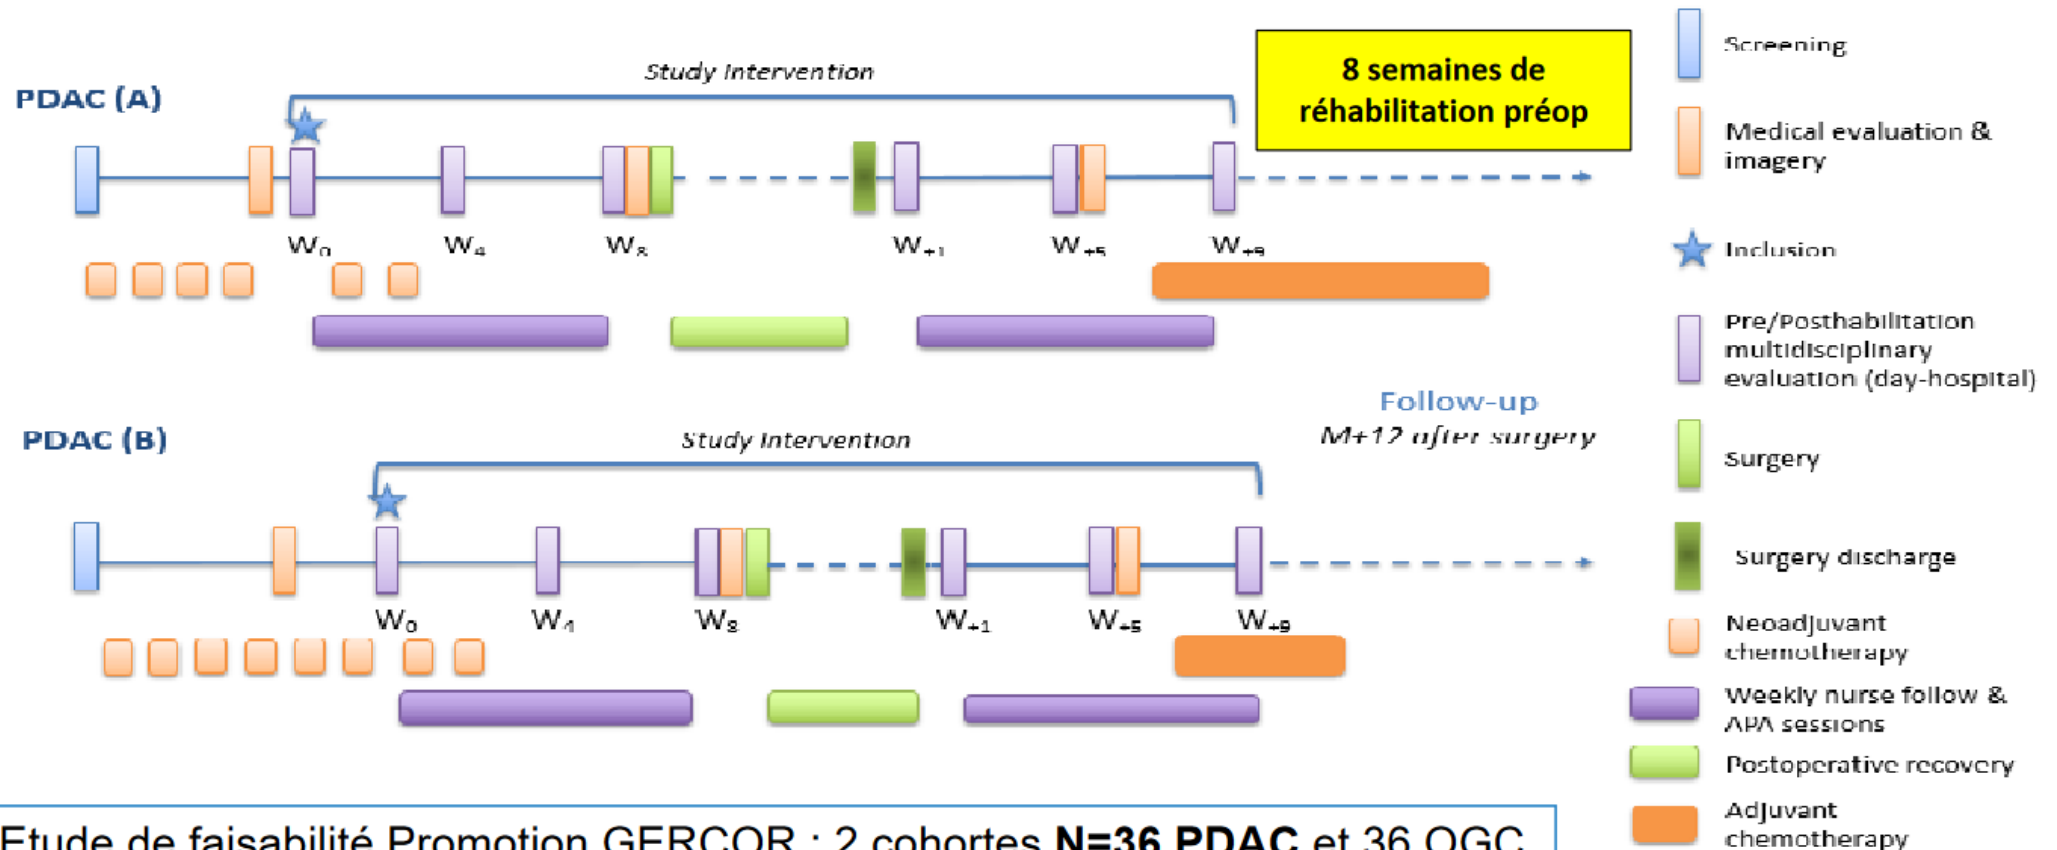 Study Intervention
8 semaines de
réhabilitation préop
PDAC (A)
W0
W4
W8
W+1
W+5
W+9
Follow-up
M+12 after surgery
PDAC (B)
Study Intervention
W0
W4
W8
W+1
W+5
W+9
Screening
Medical evaluation &
imagery
Inclusion
Pre/Posthabilitation
multidisciplinary
evaluation (day-hospital)
Surgery
Surgery discharge
Neoadjuvant
chemotherapy
Weekly nurse follow &
APA sessions
Postoperative recovery
Adjuvant
chemotherapy
Etude de faisabilité Promotion GERCOR : 2 cohortes N=36 PDAC et 36 OGC